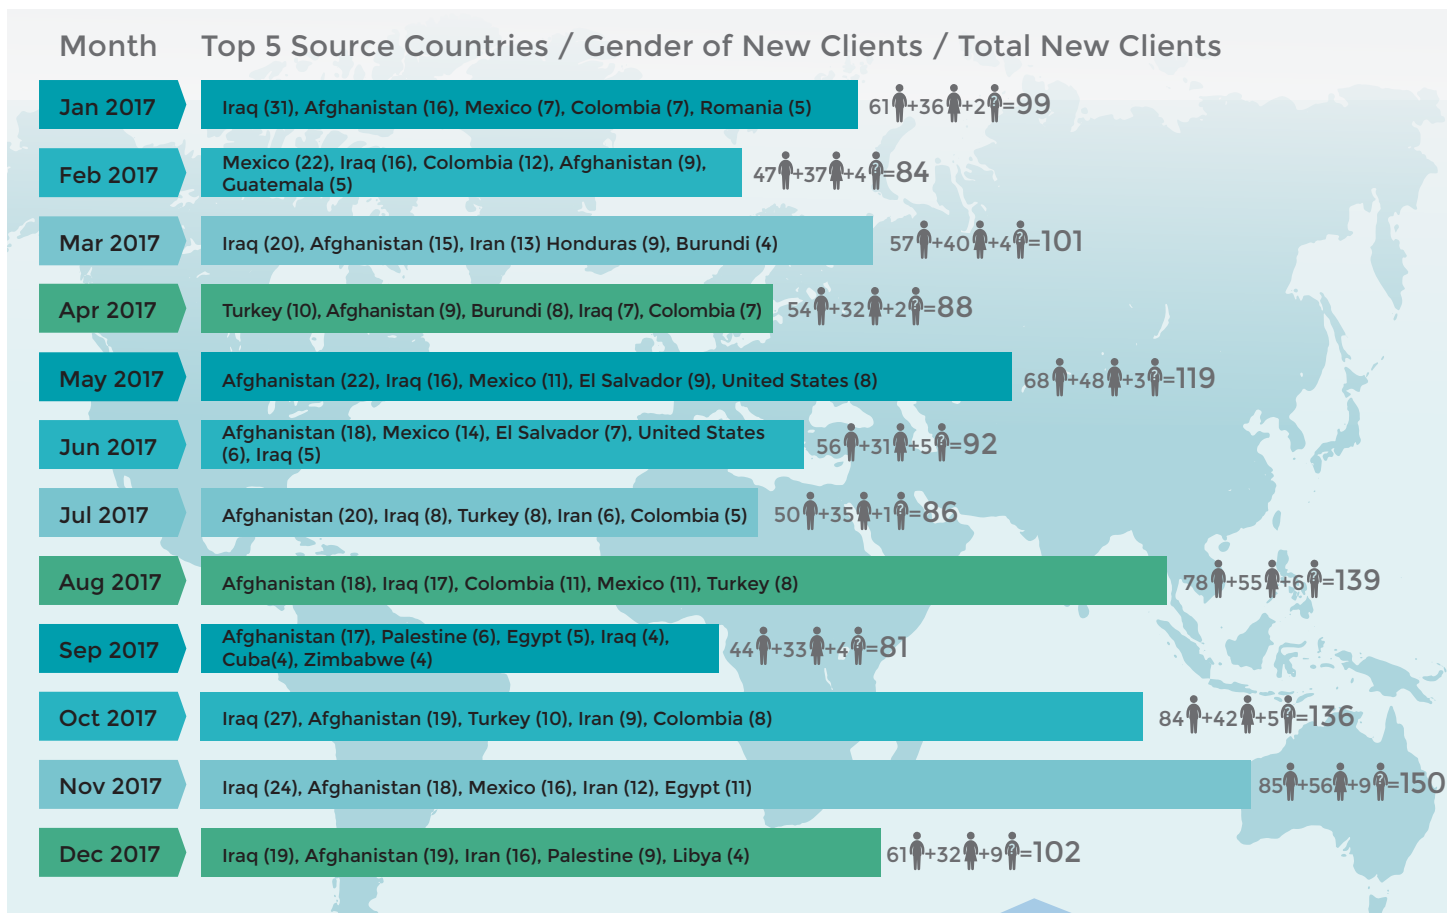 Month Top 5 Source Countries / Gender of New Clients / Total New Clients
Jan 2017 Iraq (31), Afghanistan (16), Mexico (7), Colombia (7), Romania (5) 61+36+2?=99
Feb 2017 Mexico (22), Iraq (16), Colombia (12), Afghanistan (9),
Guatemala (5) 47+37+4?=84
Mar 2017 Iraq (20), Afghanistan (15), Iran (13) Honduras (9), Burundi (4) 57+40+4?=101
Apr 2017 Turkey (10), Afghanistan (9), Burundi (8), Iraq (7), Colombia (7) 54+32+2?=88
May 2017 Afghanistan (22), Iraq (16), Mexico (11), El Salvador (9), United States (8) 68+48+3?=119
Jun 2017 Afghanistan (18), Mexico (14), El Salvador (7), United States
(6), Iraq (5) 56+31+5?=92
Jul 2017 Afghanistan (20), Iraq (8), Turkey (8), Iran (6), Colombia (5) 50+35+1?=86
Aug 2017 Afghanistan (18), Iraq (17), Colombia (11), Mexico (11), Turkey (8) 78+55+6?=139
Sep 2017 Afghanistan (17), Palestine (6), Egypt (5), Iraq (4),
Cuba(4), Zimbabwe (4) 44+33+4?=81
Oct 2017 Iraq (27), Afghanistan (19), Turkey (10), Iran (9), Colombia (8) 84+42+5?=136
Nov 2017 Iraq (24), Afghanistan (18), Mexico (16), Iran (12), Egypt (11) 85+56+9?=150
Dec 2017 Iraq (19), Afghanistan (19), Iran (16), Palestine (9), Libya (4) 61+32+9?=102